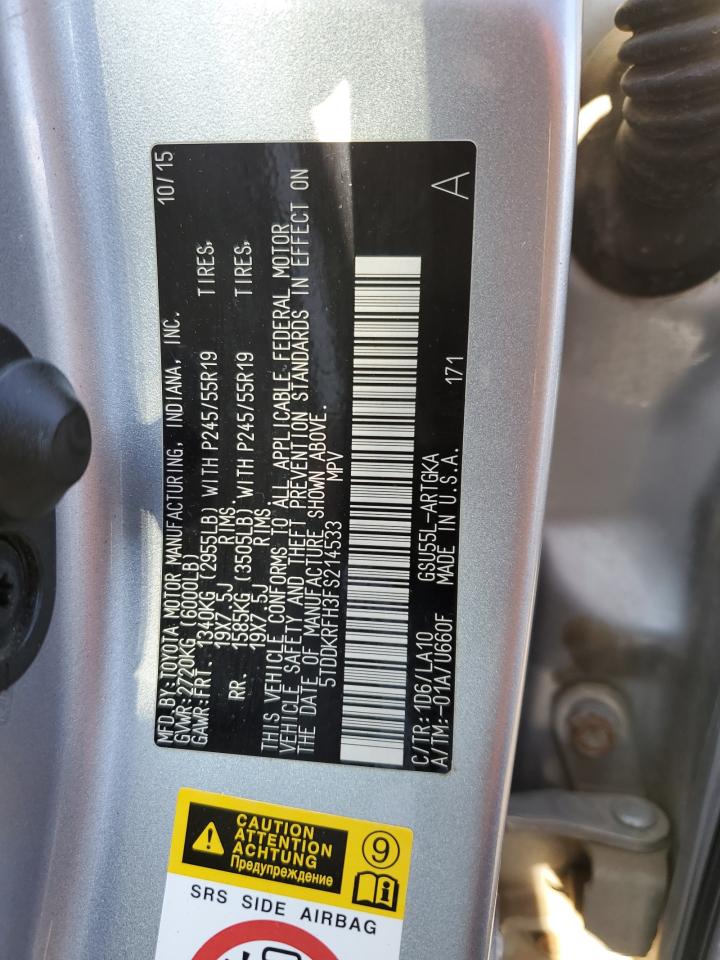 MFD.BY:TOYOTA MOTOR MANUFACTURING, INDIANA, INC. 10/15
GVWR:2720KG (6000LB)
GAWR:FRT. 1340KG (2955LB) WITH P245/55R19 TIRES,
19X7.5J RIMS.
RR. 1585KG (3505LB) WITH P245/55R19 TIRES,
19X7.5J RIMS.
THIS VEHICLE CONFORMS TO ALL APPLICABLE FEDERAL MOTOR
VEHICLE SAFETY AND THEFT PREVENTION STANDARDS IN EFFECT ON
THE DATE OF MANUFACTURE SHOWN ABOVE.
5TDDKRFH3FS214533 MPV
C/TR:1D6/LA10 GSU55L-ARTGKA A
A/TM:-01A/U660F MADE IN U.S.A. 171
CAUTION
ATTENTION
ACHTUNG
Предупреждение
9
i
SRS SIDE AIRBAG